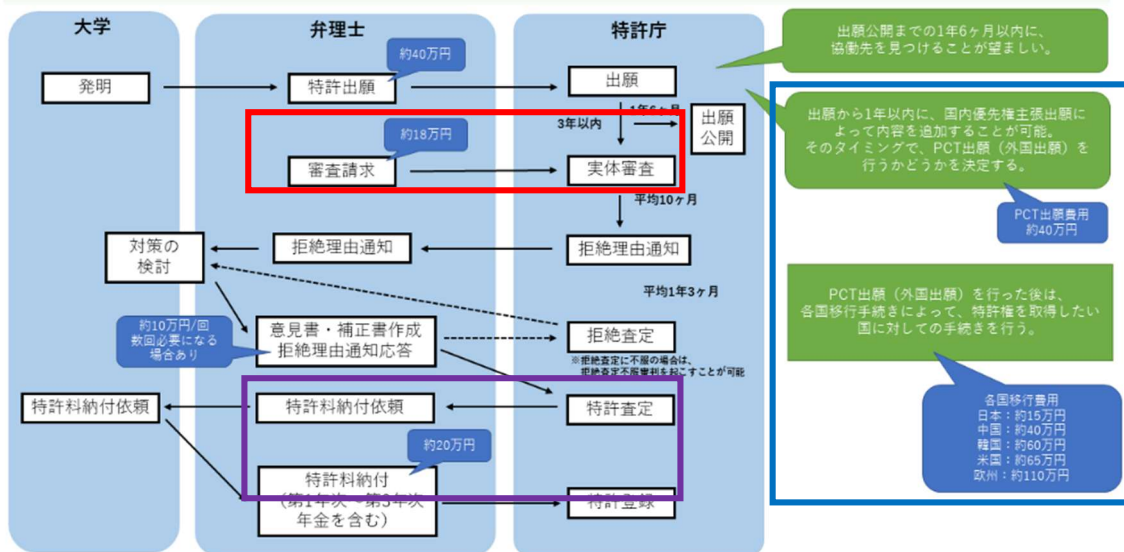 大学
弁理士
特許庁
発明
特許出願
約40万円
出願
1年6ヶ月
3年以内
出願
公開
約18万円
審査請求
実体審査
平均10ヶ月
対策の
検討
拒絶理由通知
拒絶理由通知
平均1年3ヶ月
約10万円/回
数回必要になる
場合あり
意見書・補正書作成
拒絶理由通知応答
拒絶査定
※拒絶査定に不服の場合は、
拒絶査定不服審判をおこすことが可能
特許料納付依頼
特許料納付依頼
特許査定
約20万円
特許料納付
(第1年次~第3年次
年金を含む)
特許登録
出願公開までの1年6ヶ月以内に、
協働先を見つけることが望ましい。
出願から1年以内に、国内優先権主張出願に
よって内容を追加することが可能。
そのタイミングで、PCT出願(外国出願)を
行うかどうかを決定する。
PCT出願費用
約40万円
PCT出願(外国出願)を行った後は、
各国移行手続きによって、特許権を取得したい
国に対しての手続きを行う。
各国移行費用
日本:約15万円
中国:約40万円
韓国:約60万円
米国:約65万円
欧州:約110万円